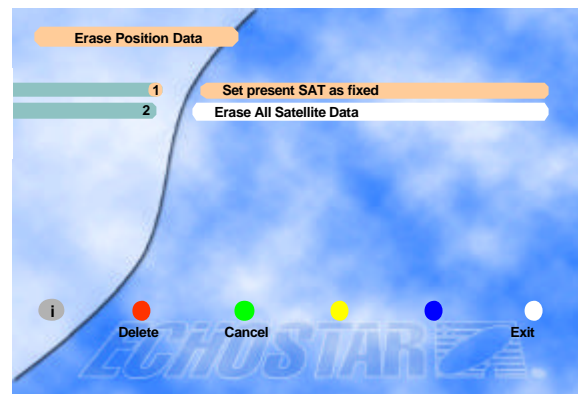 Erase Position Data
1 Set present SAT as fixed
2 Erase All Satellite Data
i
Delete Cancel Exit
ECHOSTAR